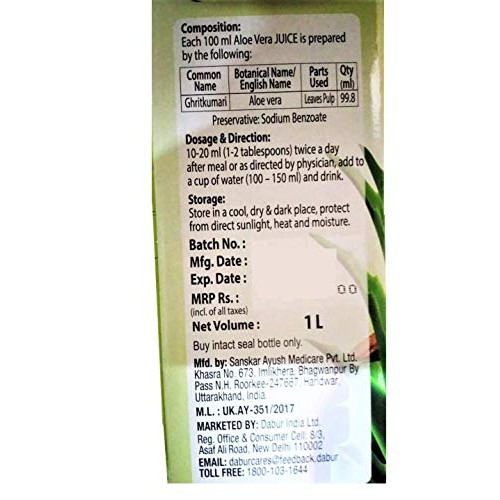 Composition:
Each 100 ml Aloe Vera JUICE is prepared
by the following:
Common Name Botanical Name/ English Name Parts Used Qty (ml)
Ghritkumari Aloe vera Leaves Pulp 99.8
Preservative: Sodium Benzoate
Dosage & Direction:
10-20 ml (1-2 tablespoons) twice a day
after meal or as directed by physician, add to
a cup of water (100 – 150 ml) and drink.
Storage:
Store in a cool, dry & dark place, protect
from direct sunlight, heat and moisture.
Batch No. :
Mfg. Date :
Exp. Date :
00
MRP Rs. :
(incl. of all taxes)
Net Volume : 1 L
Buy intact seal bottle only.
Mfd. by: Sanskar Ayush Medicare Pvt. Ltd.
Khasra No. 673, Imlikhera, Bhagwanpur By
Pass N.H. Roorkee-247667, Haridwar,
Uttarakhand, India.
M.L. : UK.AY-351/2017
MARKETED BY: Dabur India Ltd.
Reg. Office & Consumer Cell: 8/3,
Asaf Ali Road, New Delhi 110002
EMAIL: daburcares@feedback.dabur
TOLL FREE: 1800-103-1644